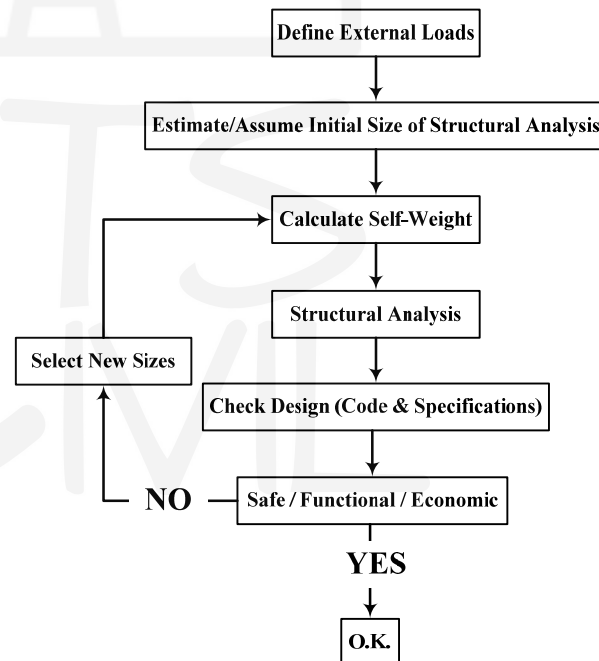 Define External Loads
Estimate/Assume Initial Size of Structural Analysis
Calculate Self-Weight
Structural Analysis
Select New Sizes
Check Design (Code & Specifications)
NO
Safe / Functional / Economic
YES
O.K.